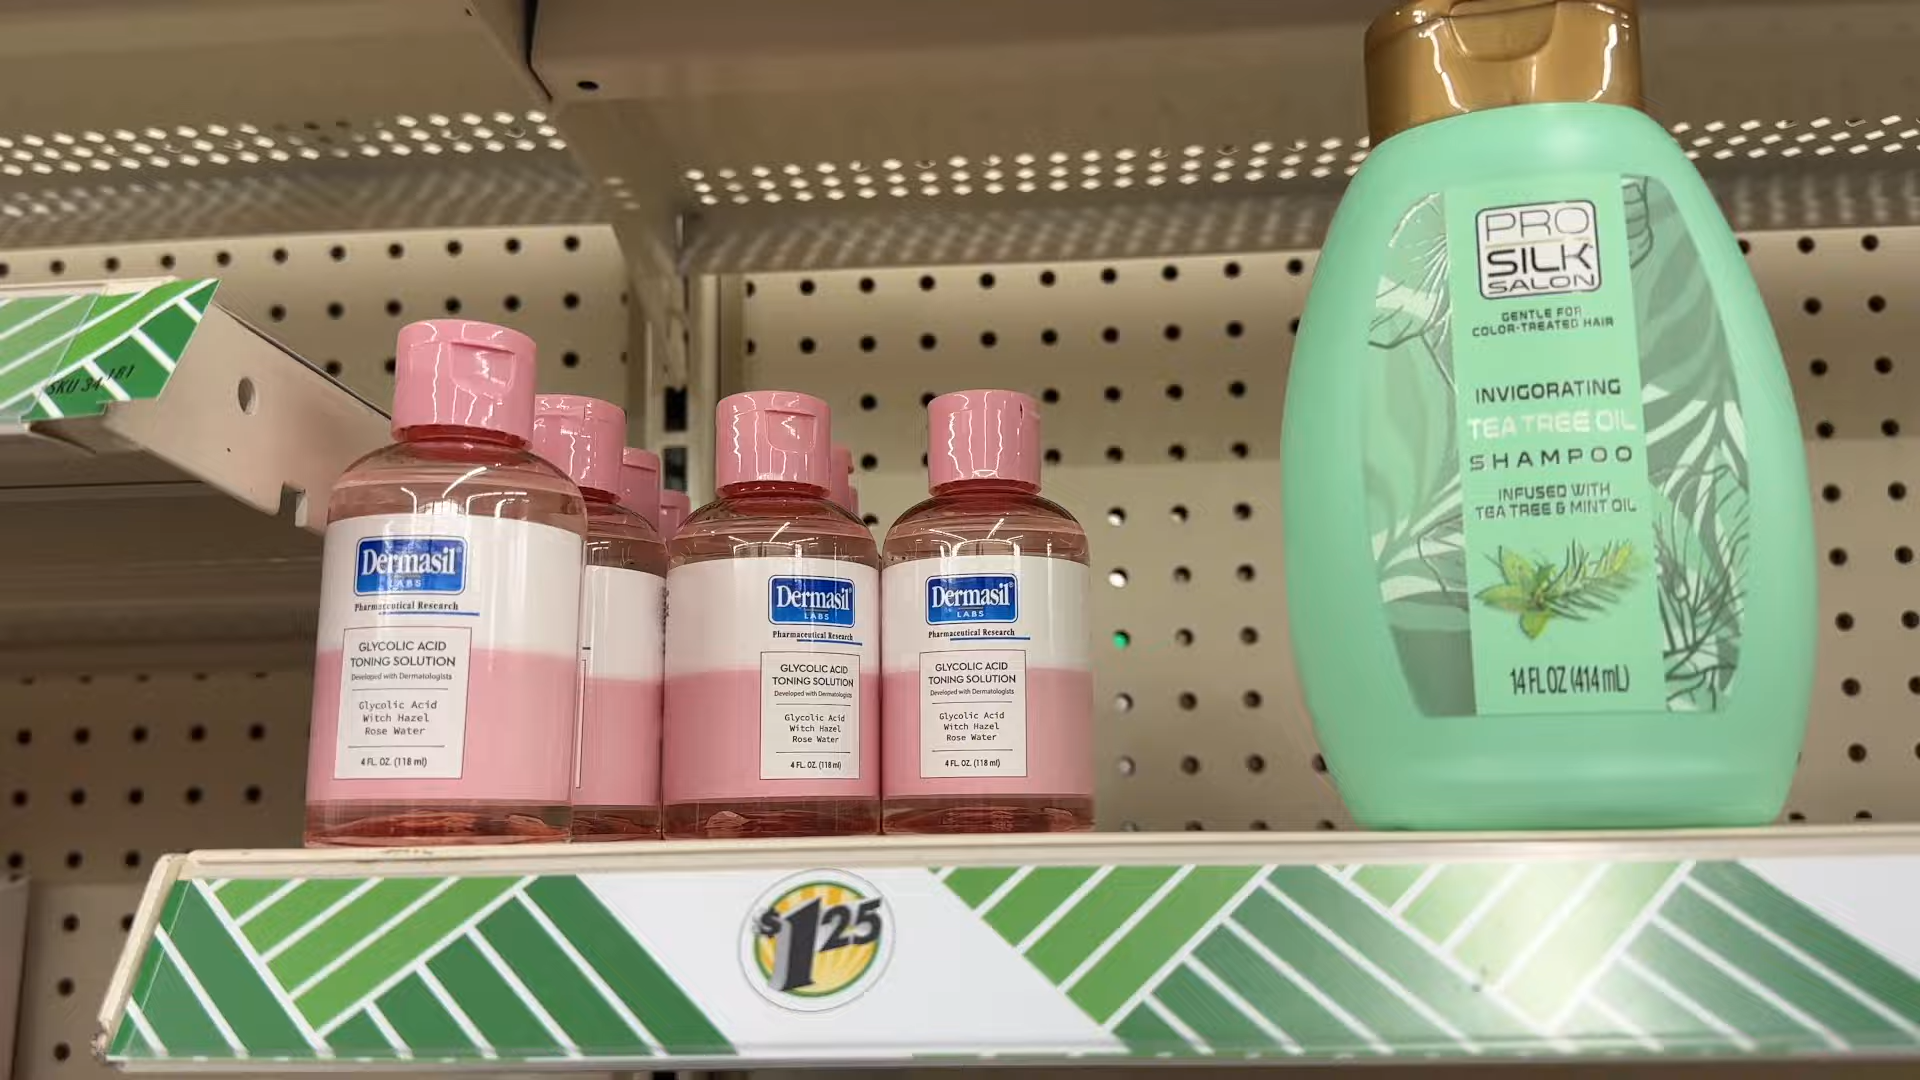 SKU 34181
Dermasil®
LABS
Pharmaceutical Research
GLYCOLIC ACID
TONING SOLUTION
Developed with Dermatologists
Glycolic Acid
Witch Hazel
Rose Water
4 FL. OZ. (118 ml)
Dermasil®
LABS
Pharmaceutical Research
GLYCOLIC ACID
TONING SOLUTION
Developed with Dermatologists
Glycolic Acid
Witch Hazel
Rose Water
4 FL. OZ. (118 ml)
Dermasil®
LABS
Pharmaceutical Research
GLYCOLIC ACID
TONING SOLUTION
Developed with Dermatologists
Glycolic Acid
Witch Hazel
Rose Water
4 FL. OZ. (118 ml)
PRO
SILK
SALON
GENTLE FOR
COLOR-TREATED HAIR
INVIGORATING
TEA TREE OIL
SHAMPOO
INFUSED WITH
TEA TREE & MINT OIL
14 FL OZ (414 mL)
$1.25